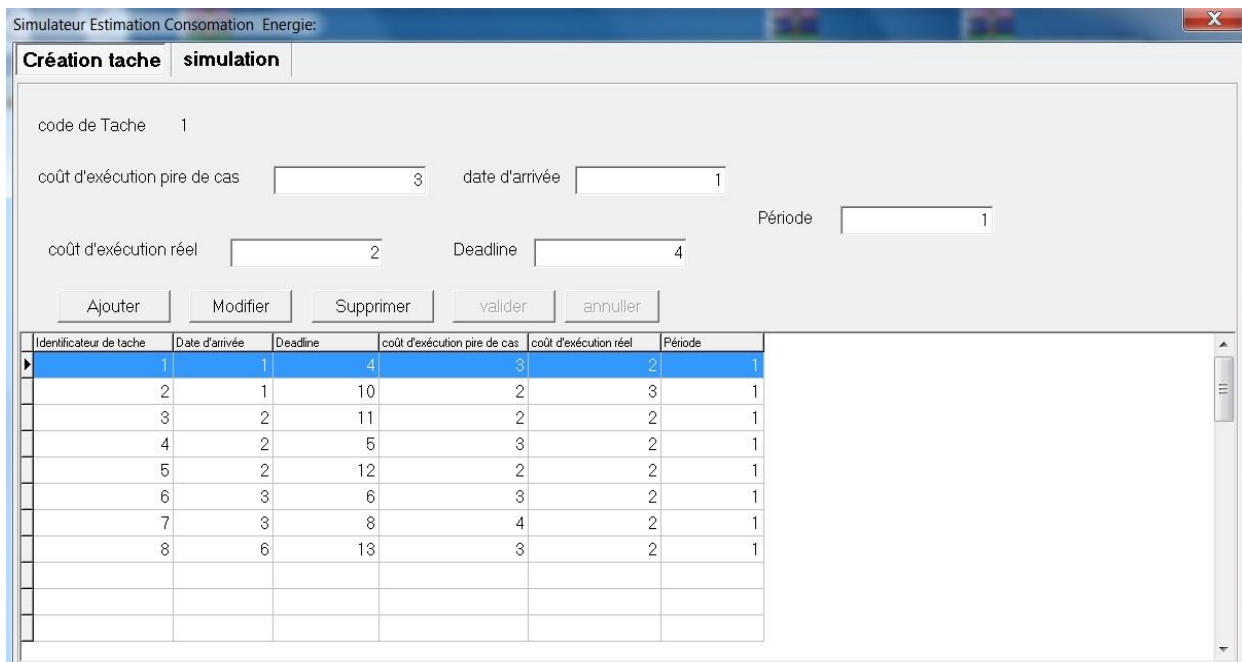 Simulateur Estimation Consomation Energie:
X
Création tache simulation
code de Tache 1
coût d'exécution pire de cas 3 date d'arrivée 1
Période 1
coût d'exécution réel 2 Deadline 4
Ajouter Modifier Supprimer valider annuller
Identificateur de tache Date d'arrivée Deadline coût d'exécution pire de cas coût d'exécution réel Période
1 1 4 3 2 1
2 1 10 2 3 1
3 2 11 2 2 1
4 2 5 3 2 1
5 2 12 2 2 1
6 3 6 3 2 1
7 3 8 4 2 1
8 6 13 3 2 1